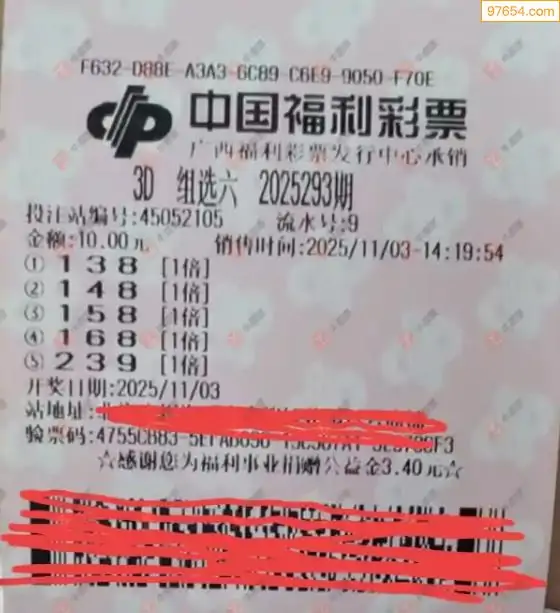 97654.com
F632-D88E-A3A3-6C89-C6E9-9050-F70E
中国福利彩票
广西福利彩票发行中心承销
3D 组选六 2025293期
投注站编号:45052105 流水号:9
金额:10.00元 销售时间:2025/11/03-14:19:54
① 1 3 8 [1倍]
② 1 4 8 [1倍]
③ 1 5 8 [1倍]
④ 1 6 8 [1倍]
⑤ 2 3 9 [1倍]
开奖日期:2025/11/03
站地址:北
验票码:4755CBB3-
☆感谢您为福利事业捐赠公益金3.40元☆